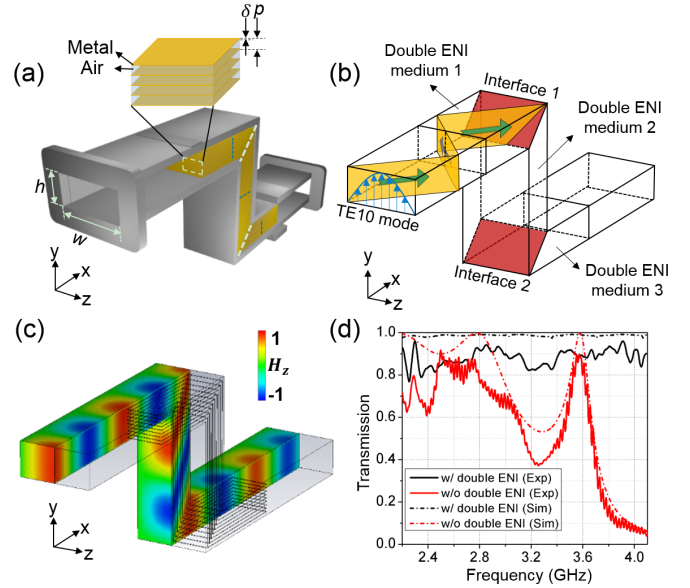 δ p
Metal
Air
(a)
h
w
y
x
z
(b)
Double ENI
medium 1
Interface 1
Double ENI
medium 2
TE10 mode
Interface 2
Double ENI
medium 3
y
x
z
(c)
1
Hz
-1
y
x
z
(d)
Transmission
1.0
0.8
0.6
0.4
0.2
0.0
w/ double ENI (Exp)
w/o double ENI (Exp)
w/ double ENI (Sim)
w/o double ENI (Sim)
2.4 2.8 3.2 3.6 4.0
Frequency (GHz)